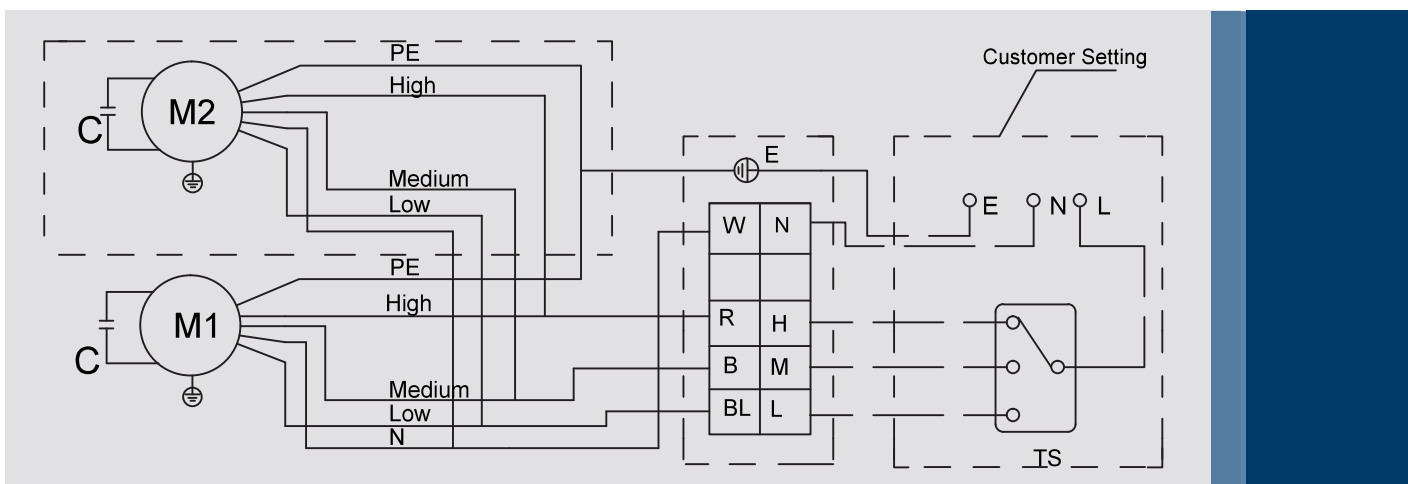 PE
Customer Setting
High
M2
C
E
Medium
Low
E N L
W N
PE
High
R H
M1
C
B M
Medium
Low
BL L
N
TS